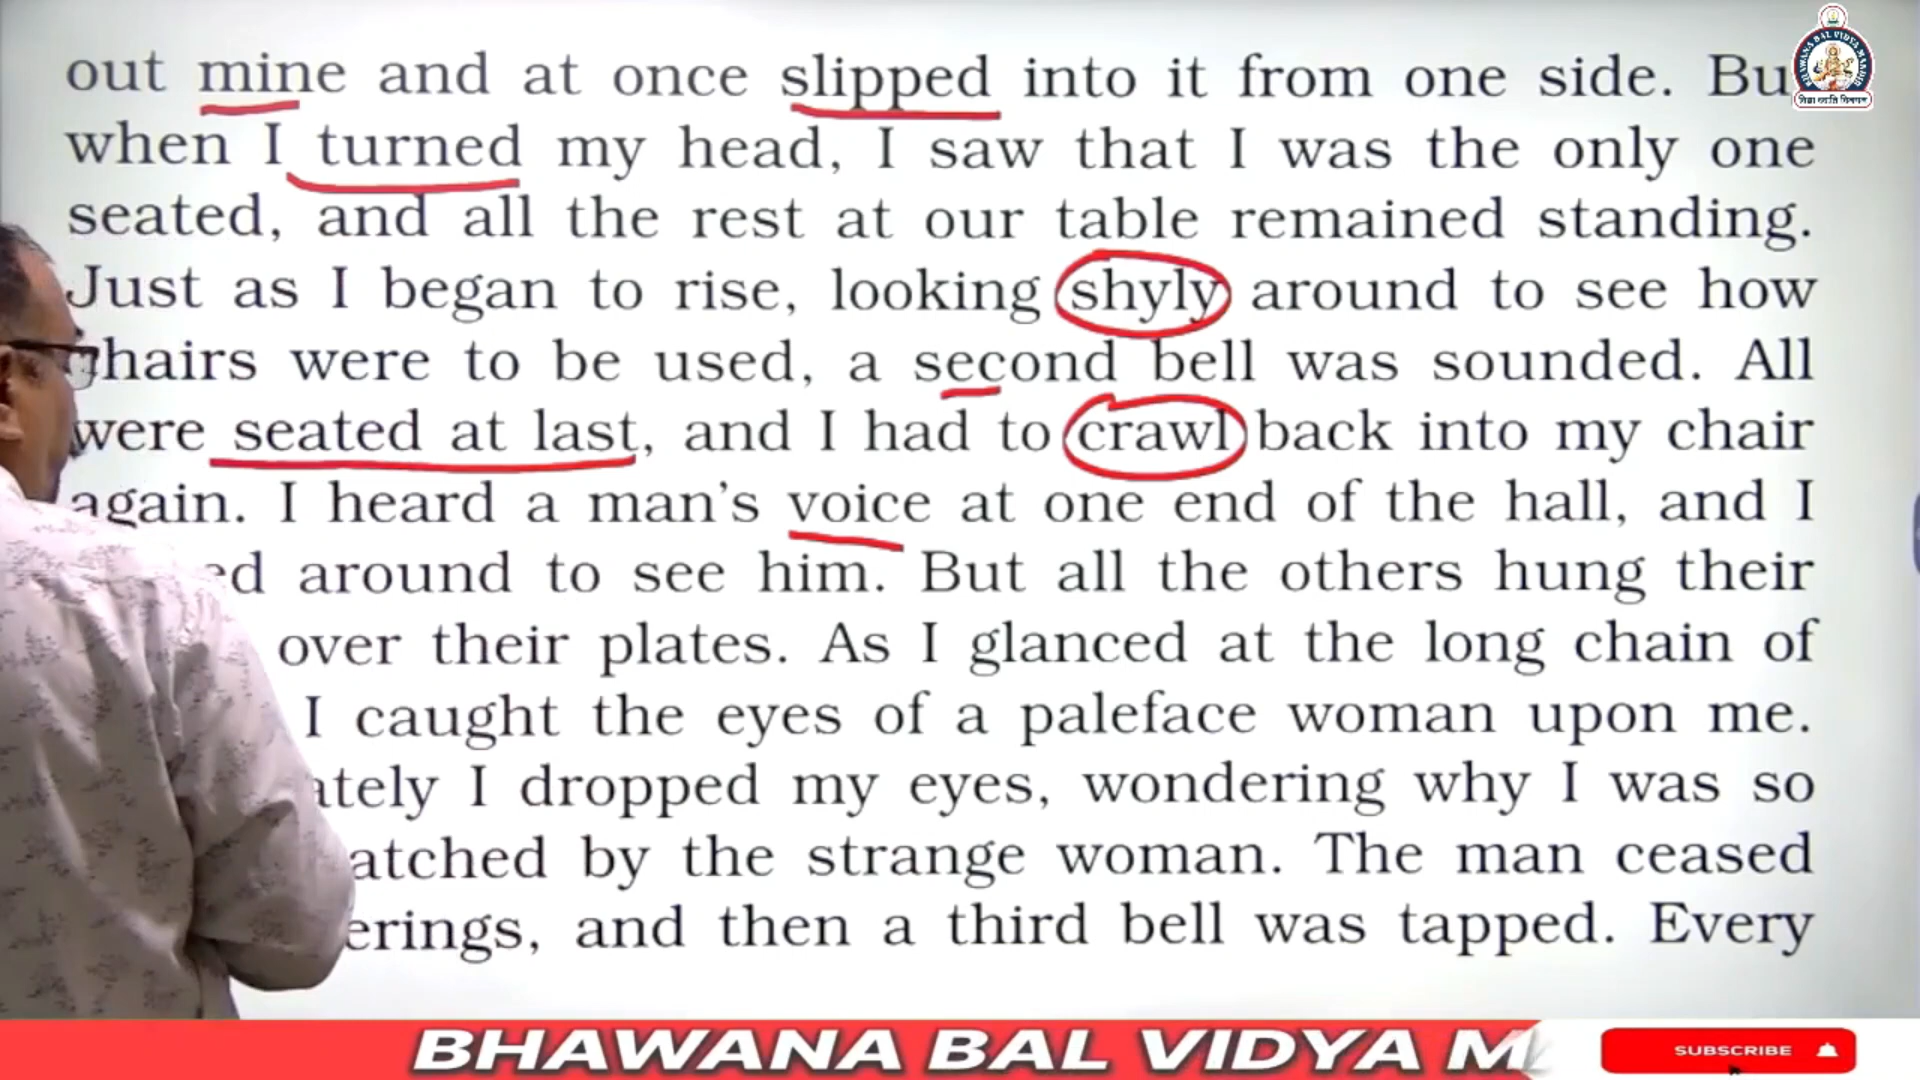 out mine and at once slipped into it from one side. Bu
when I turned my head, I saw that I was the only one
seated, and all the rest at our table remained standing.
Just as I began to rise, looking shyly around to see how
chairs were to be used, a second bell was sounded. All
were seated at last, and I had to crawl back into my chair
again. I heard a man's voice at one end of the hall, and I
ed around to see him. But all the others hung their
over their plates. As I glanced at the long chain of
I caught the eyes of a paleface woman upon me.
ately I dropped my eyes, wondering why I was so
atched by the strange woman. The man ceased
erings, and then a third bell was tapped. Every
BHAWANA BAL VIDYA MA
SUBSCRIBE